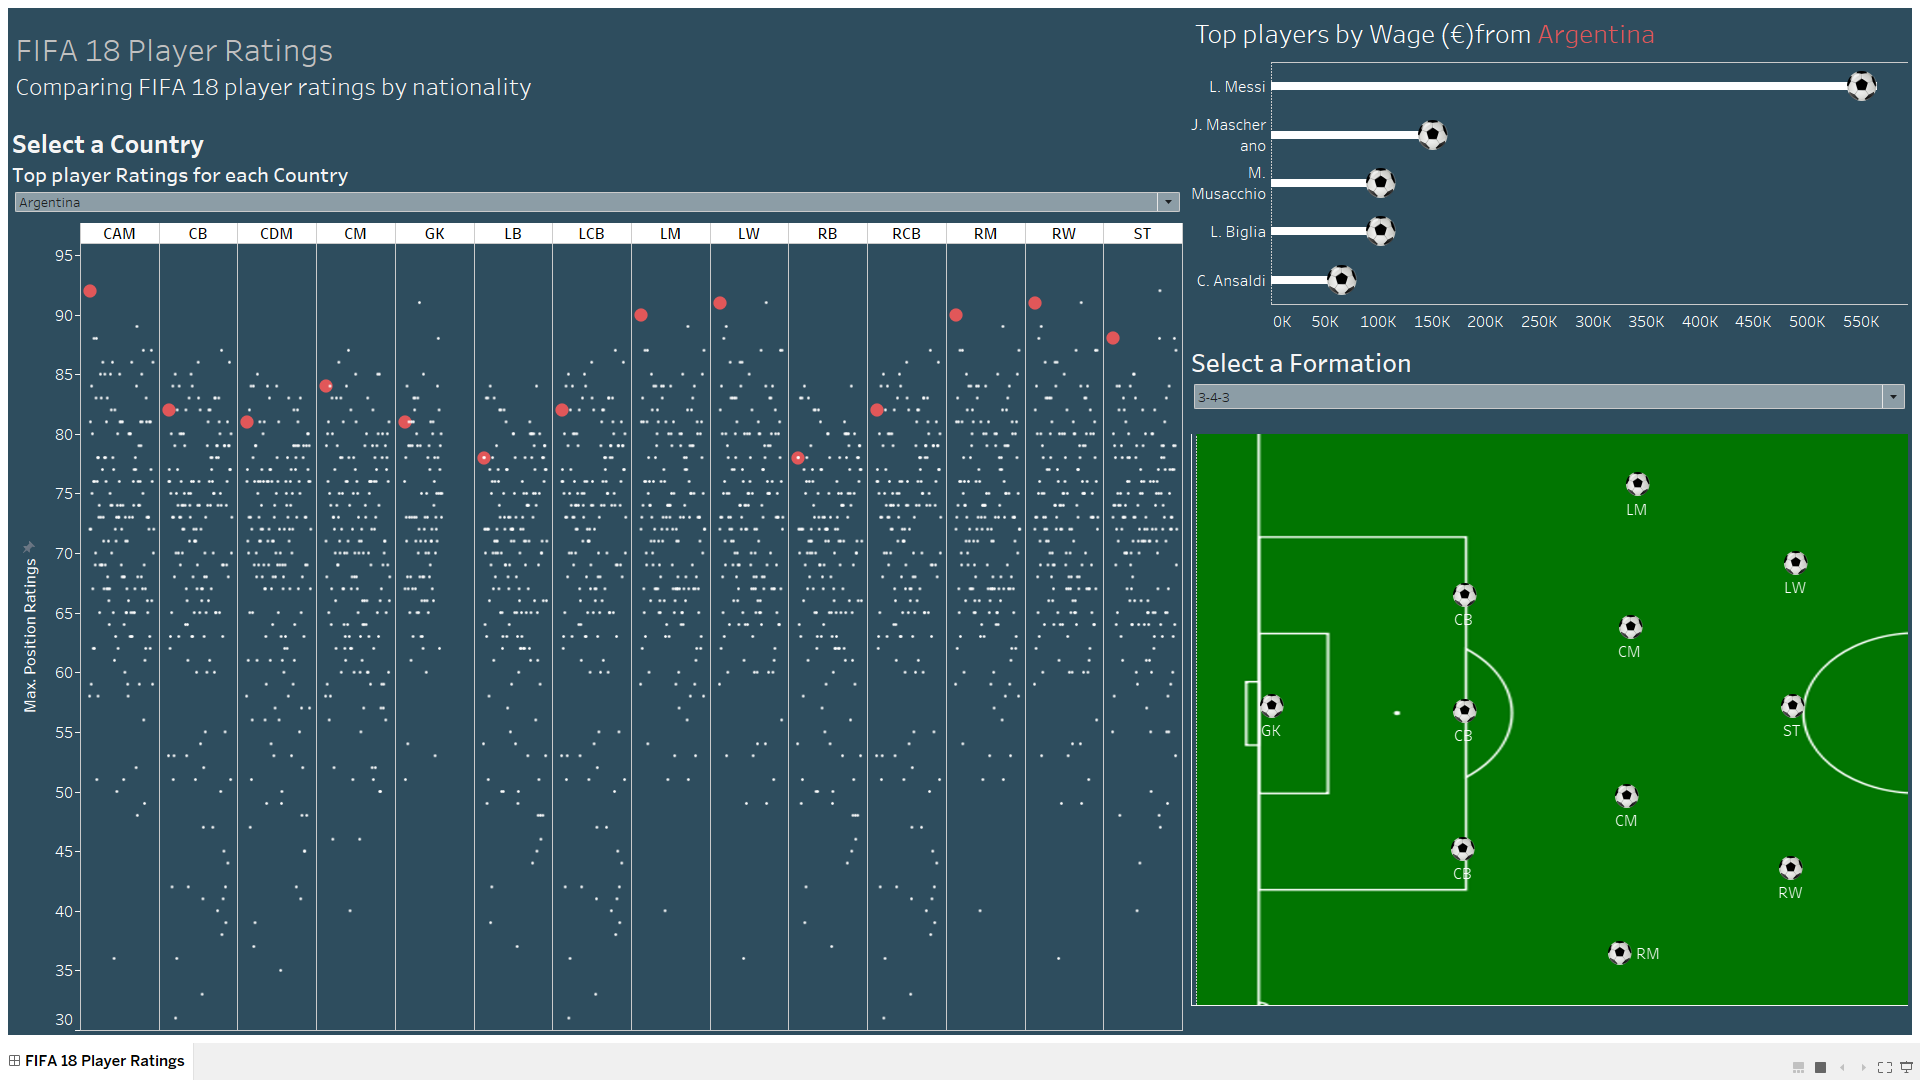 FIFA 18 Player Ratings
Comparing FIFA 18 player ratings by nationality
Select a Country
Top player Ratings for each Country
Argentina
CAM CB CDM CM GK LB LCB LM LW RB RCB RM RW ST
95
90
85
80
75
70
65
60
55
50
45
40
35
30
Max. Position Ratings
Top players by Wage (€)from Argentina
L. Messi
J. Mascher
ano
M.
Musacchio
L. Biglia
C. Ansaldi
0K 50K 100K 150K 200K 250K 300K 350K 400K 450K 500K 550K
Select a Formation
3-4-3
LM
LW
CB
CM
GK
CB
ST
CM
CB
RW
RM
FIFA 18 Player Ratings